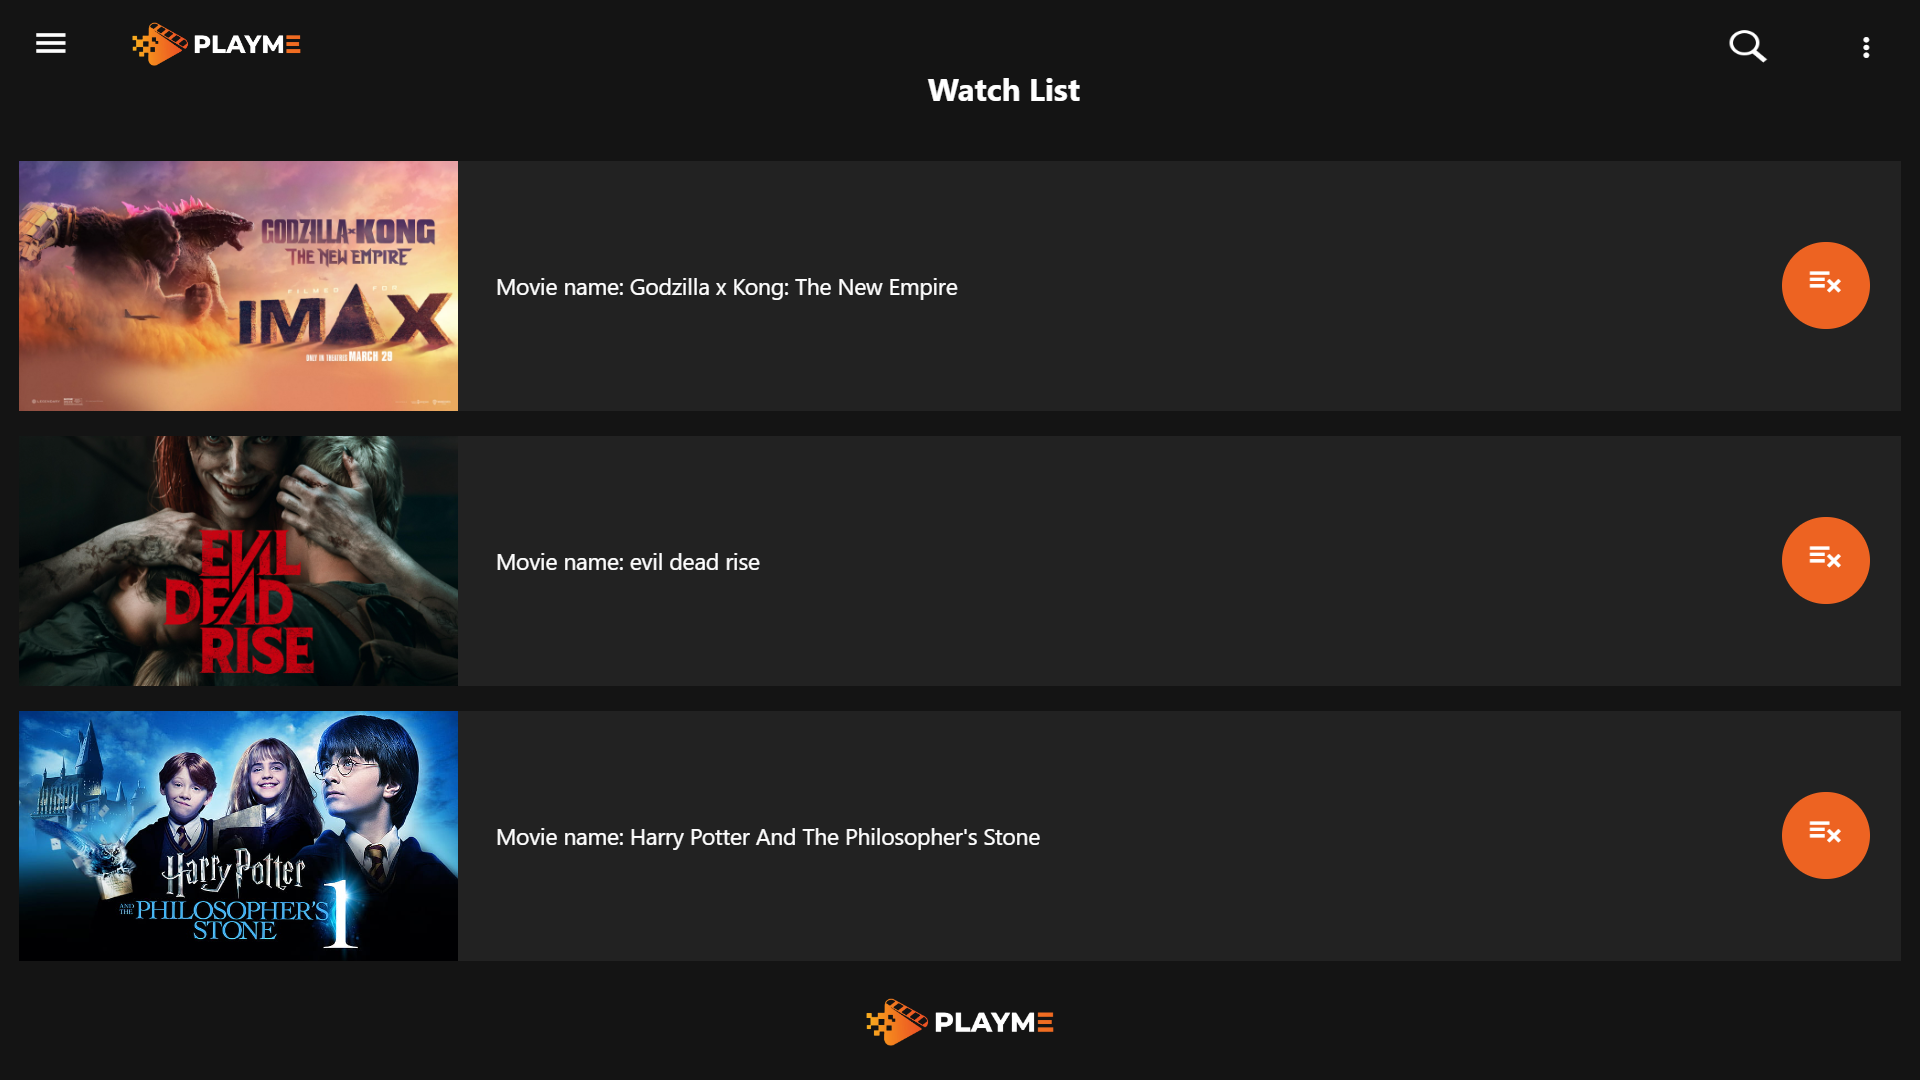 PLAYME
Watch List
GODZILLA x KONG
THE NEW EMPIRE
FILMED FOR
IMAX
ONLY IN THEATRES MARCH 29
Movie name: Godzilla x Kong: The New Empire
EVIL
DEAD
RISE
Movie name: evil dead rise
Harry Potter
AND THE PHILOSOPHER'S
STONE
1
Movie name: Harry Potter And The Philosopher's Stone
PLAYME